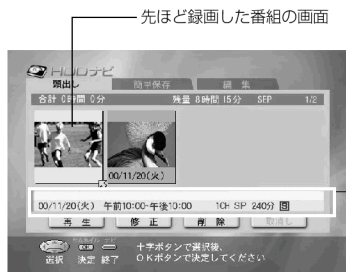 先ほど録画した番組の画面
HDDナビ
頭出し 簡単保存 編 集
合計 0時間 0分 残量 8時間15分 SEP 1/2
00/11/20(火)
00/11/20(火) 午前10:00-午後10:00 1CH SP 240分 S
再 生 修 正 削 除 取消し
選択 決定 終了
十字ボタンで選択後、
OKボタンで決定してください